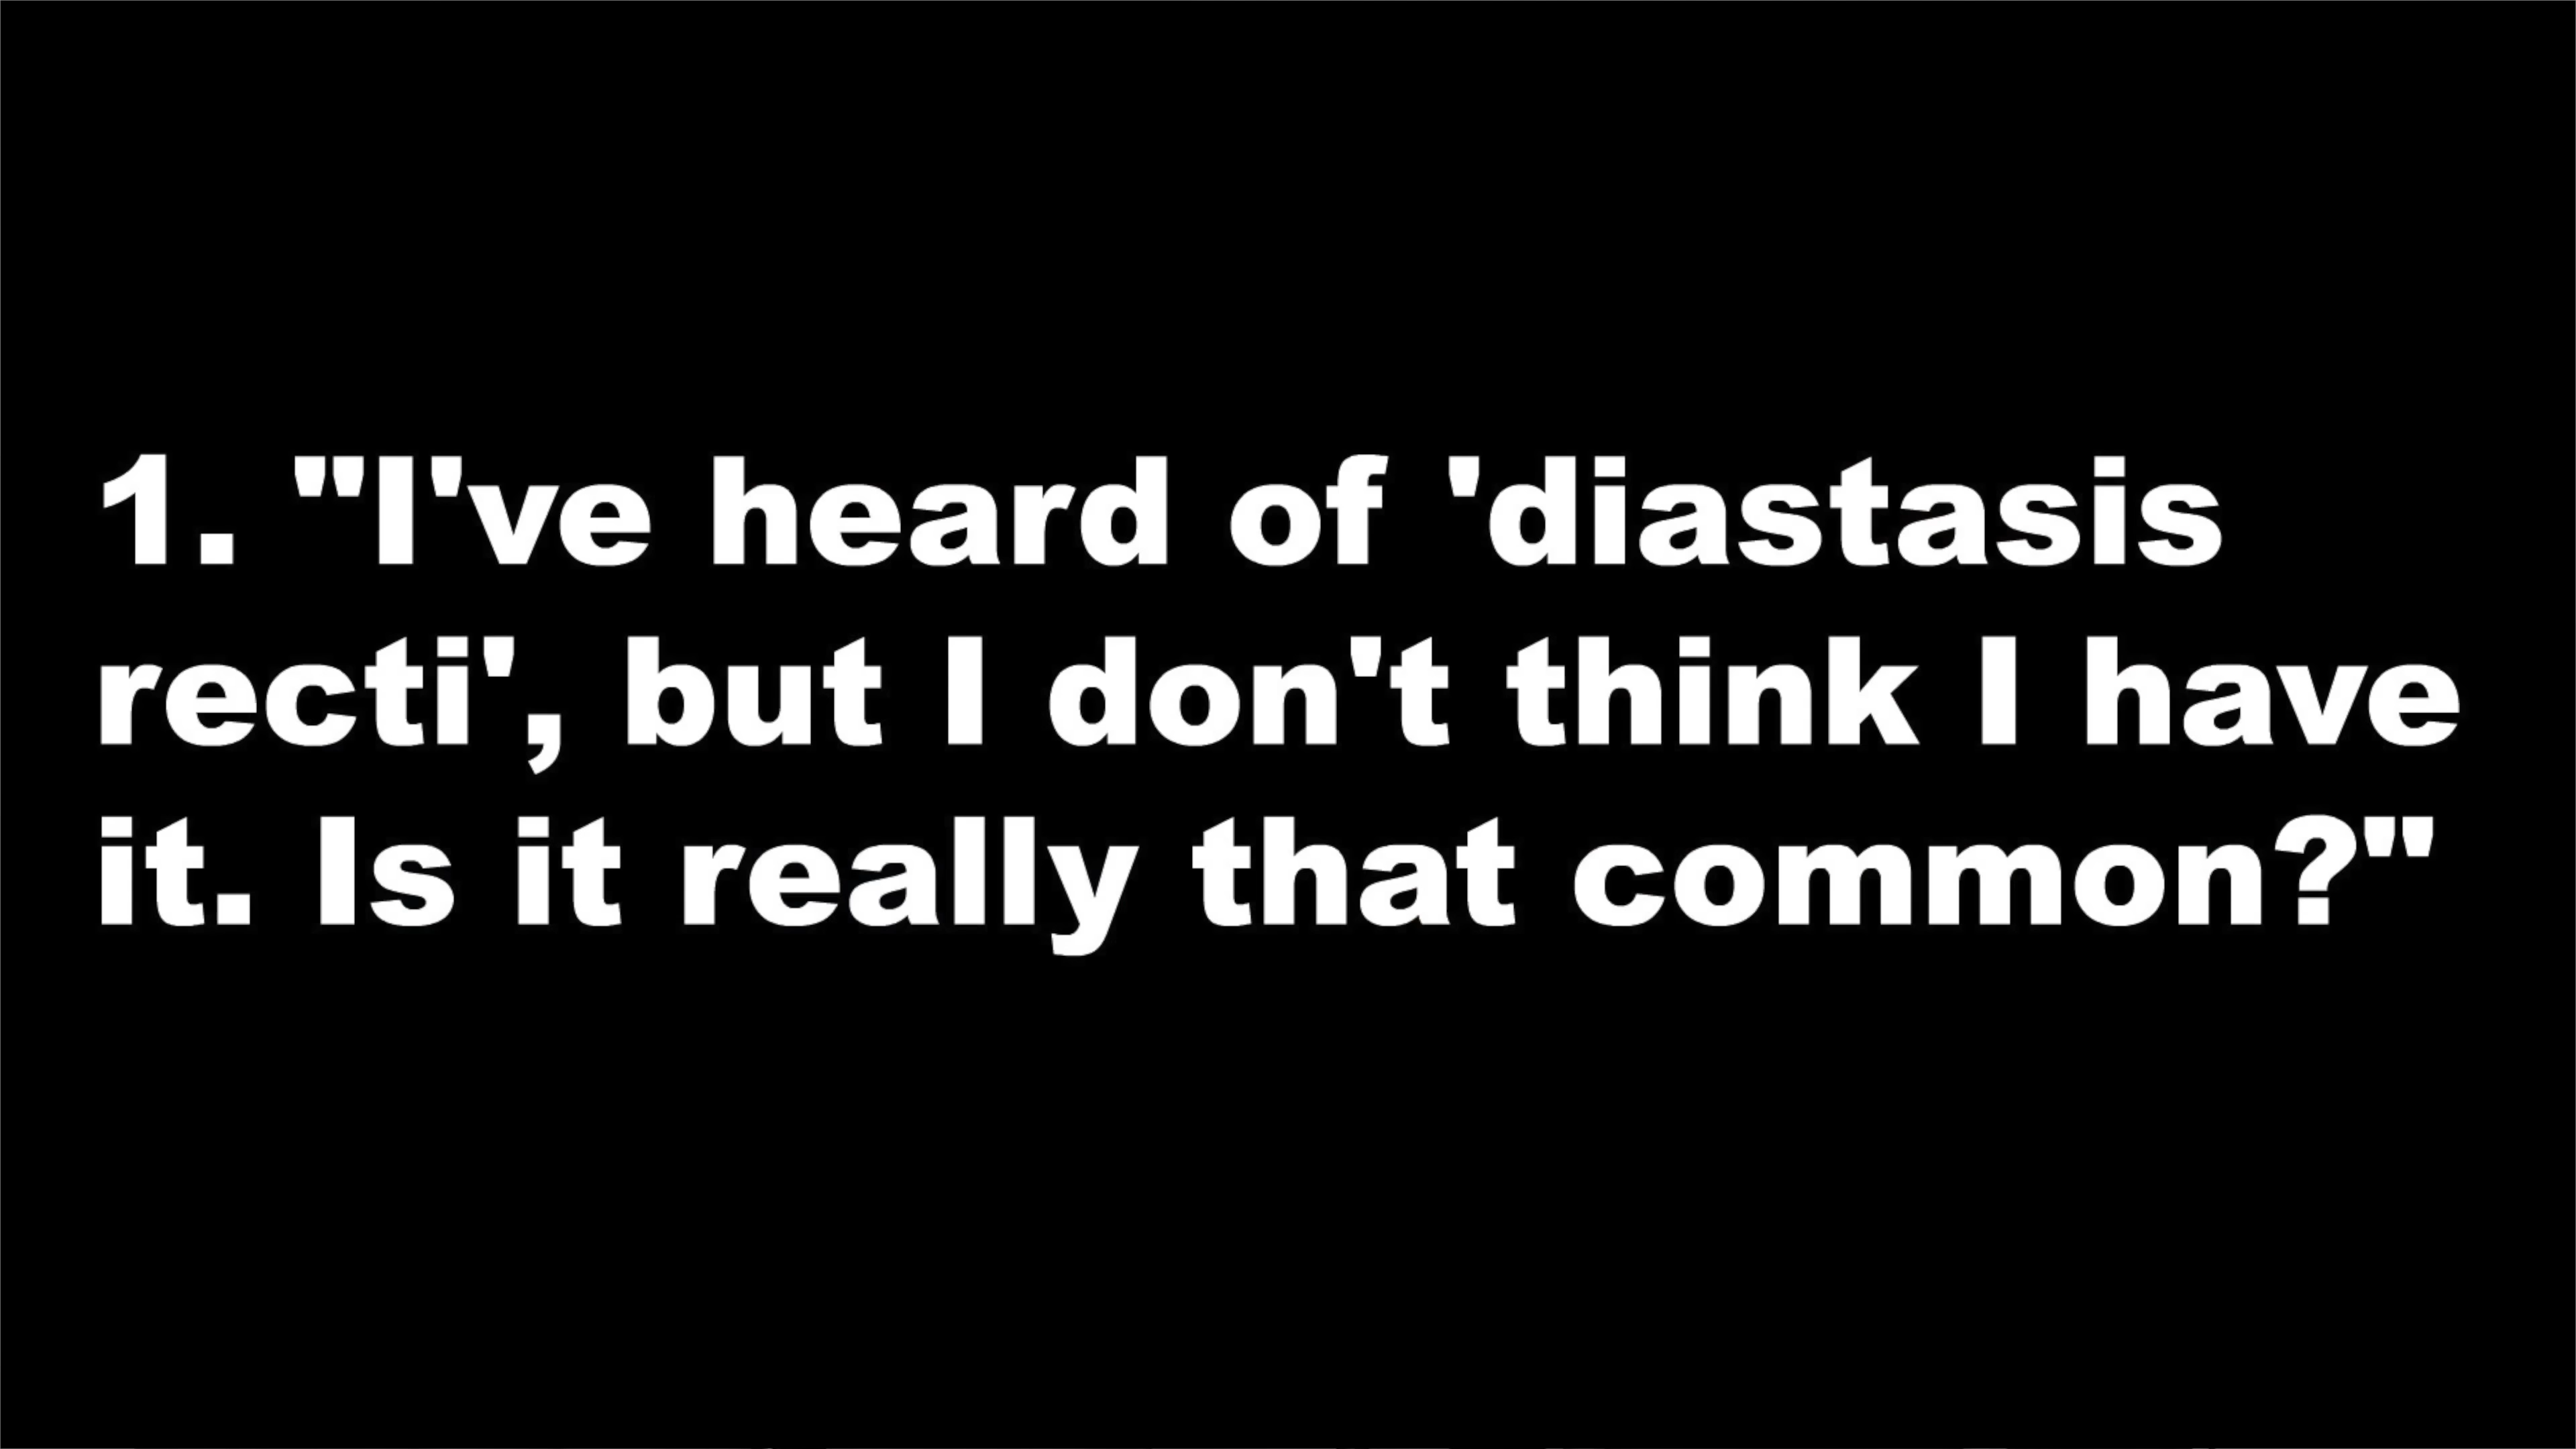 1. "I've heard of 'diastasis
recti', but I don't think I have
it. Is it really that common?"